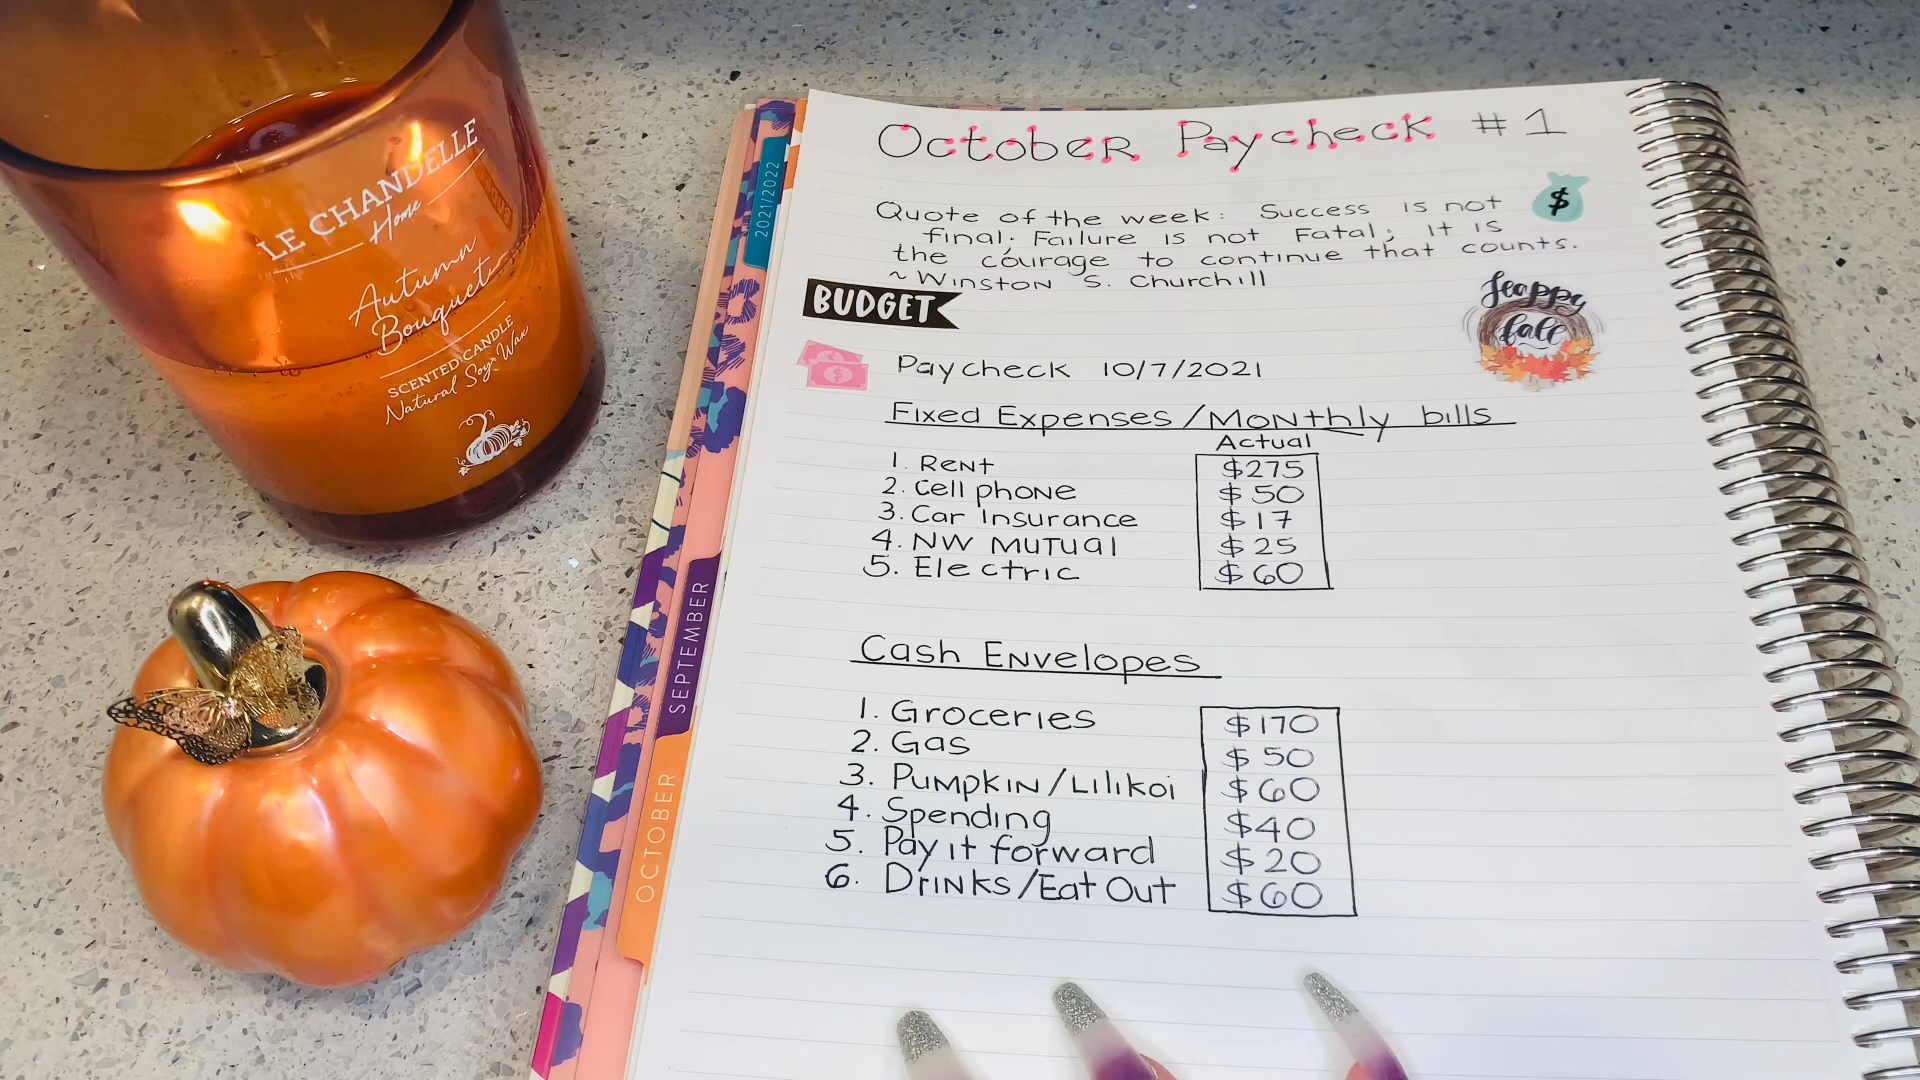 LE CHANDELLE
Home
Autumn
Bouquet
SCENTED CANDLE
Natural Soy Wax
2021/2022
SEPTEMBER
OCTOBER
October Paycheck #1
Quote of the week: Success is not
final; Failure is not Fatal; it is
the courage to continue that counts.
~ Winston S. Churchill
$
BUDGET
Happy
fall
$
Paycheck 10/7/2021
Fixed Expenses/Monthly bills
Actual
1. Rent $275
2. Cell phone $50
3. Car Insurance $17
4. NW Mutual $25
5. Electric $60
Cash Envelopes
1. Groceries $170
2. Gas $50
3. Pumpkin/Lilikoi $60
4. Spending $40
5. Pay it forward $20
6. Drinks/Eat Out $60